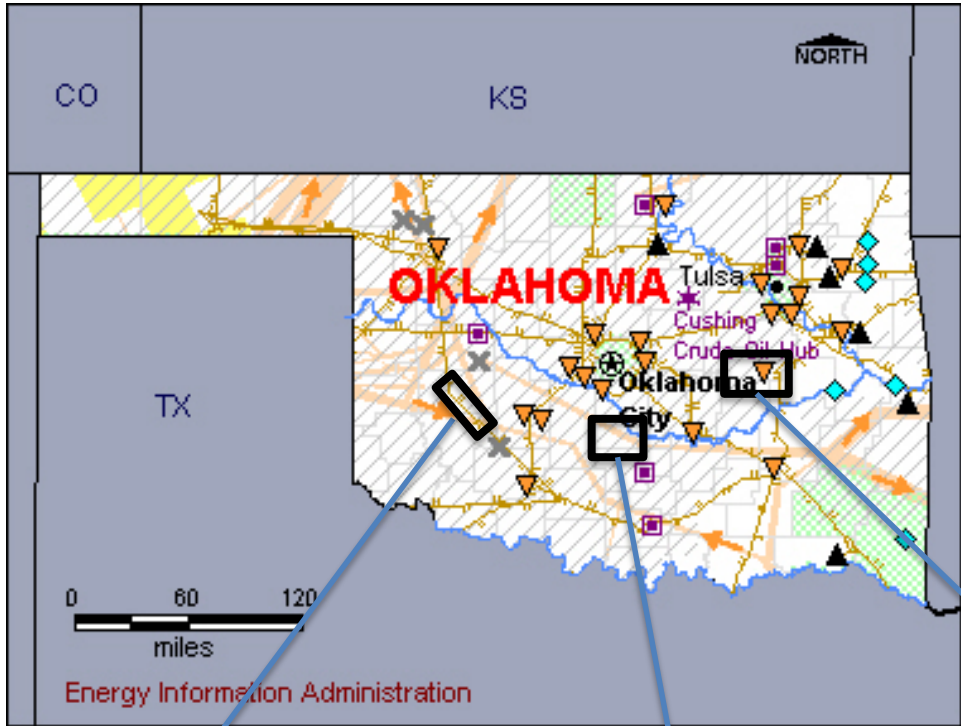 NORTH
CO
KS
OKLAHOMA
Tulsa
Cushing
Crude Oil Hub
Oklahoma
City
TX
0 60 120
miles
Energy Information Administration